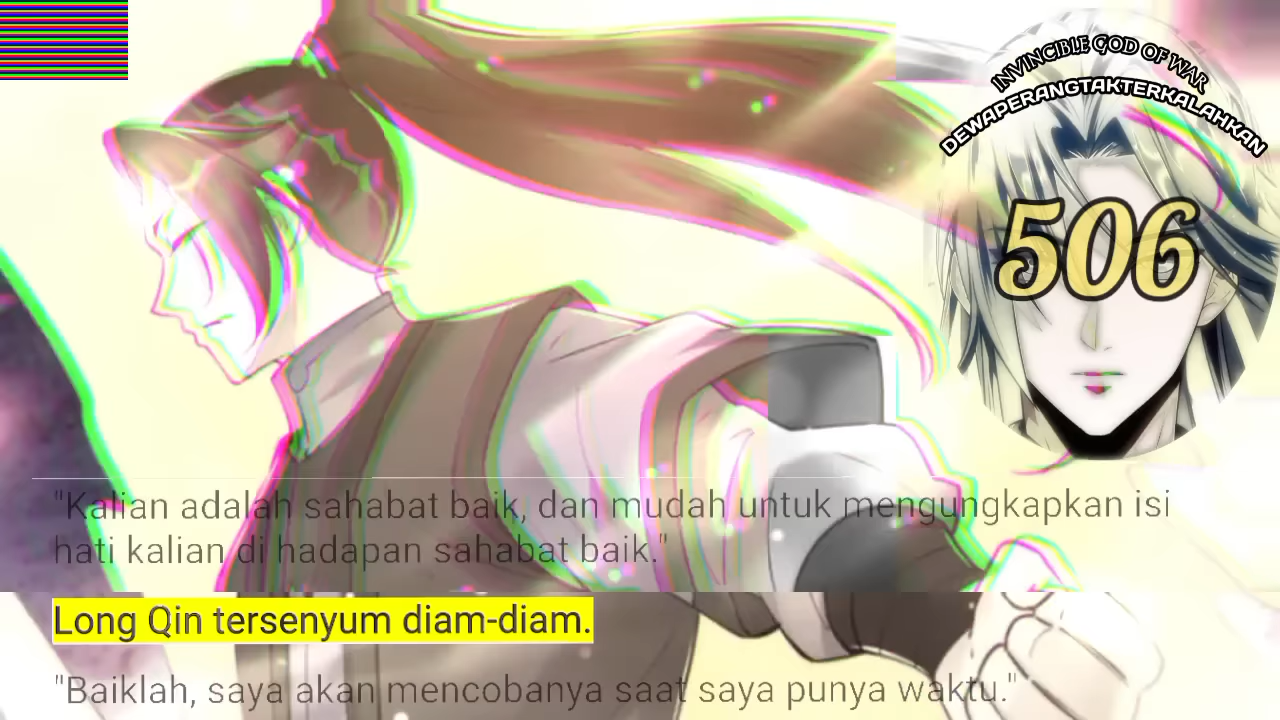 INVINCIBLE GOD OF WAR
DEWAPERANGTAKTERKALAHKAN
506
"Kalian adalah sahabat baik, dan mudah untuk mengungkapkan isi
hati kalian di hadapan sahabat baik."
Long Qin tersenyum diam-diam.
"Baiklah, saya akan mencobanya saat saya punya waktu."